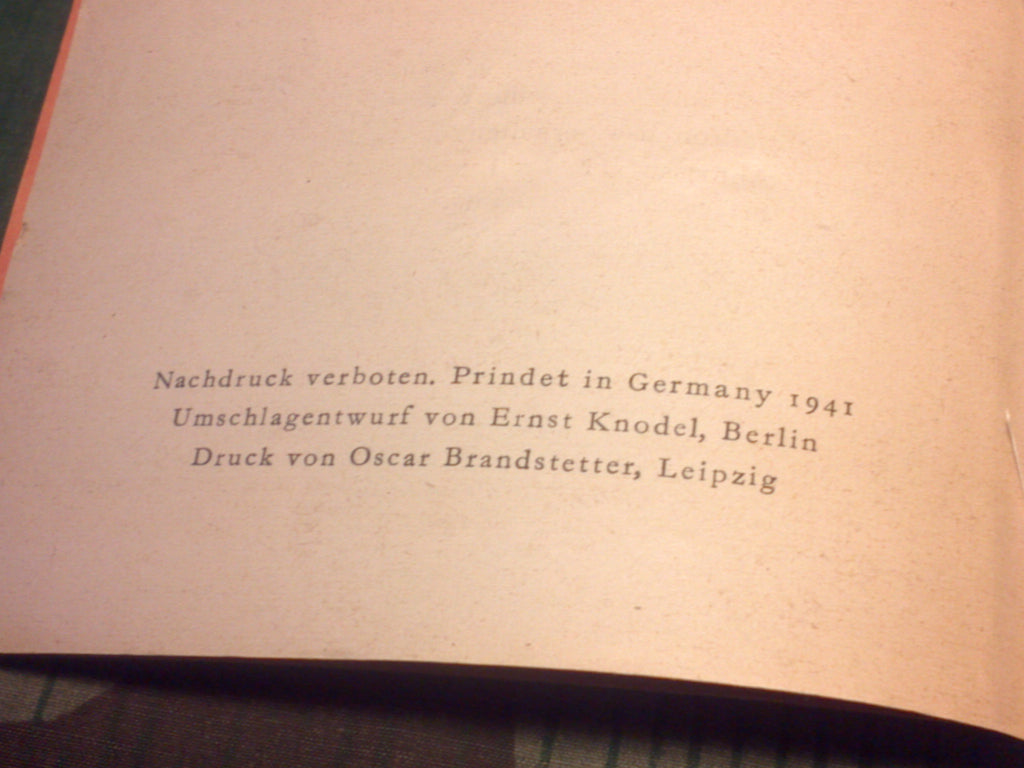 Nachdruck verboten. Prindet in Germany 1941
Umschlagentwurf von Ernst Knodel, Berlin
Druck von Oscar Brandstetter, Leipzig